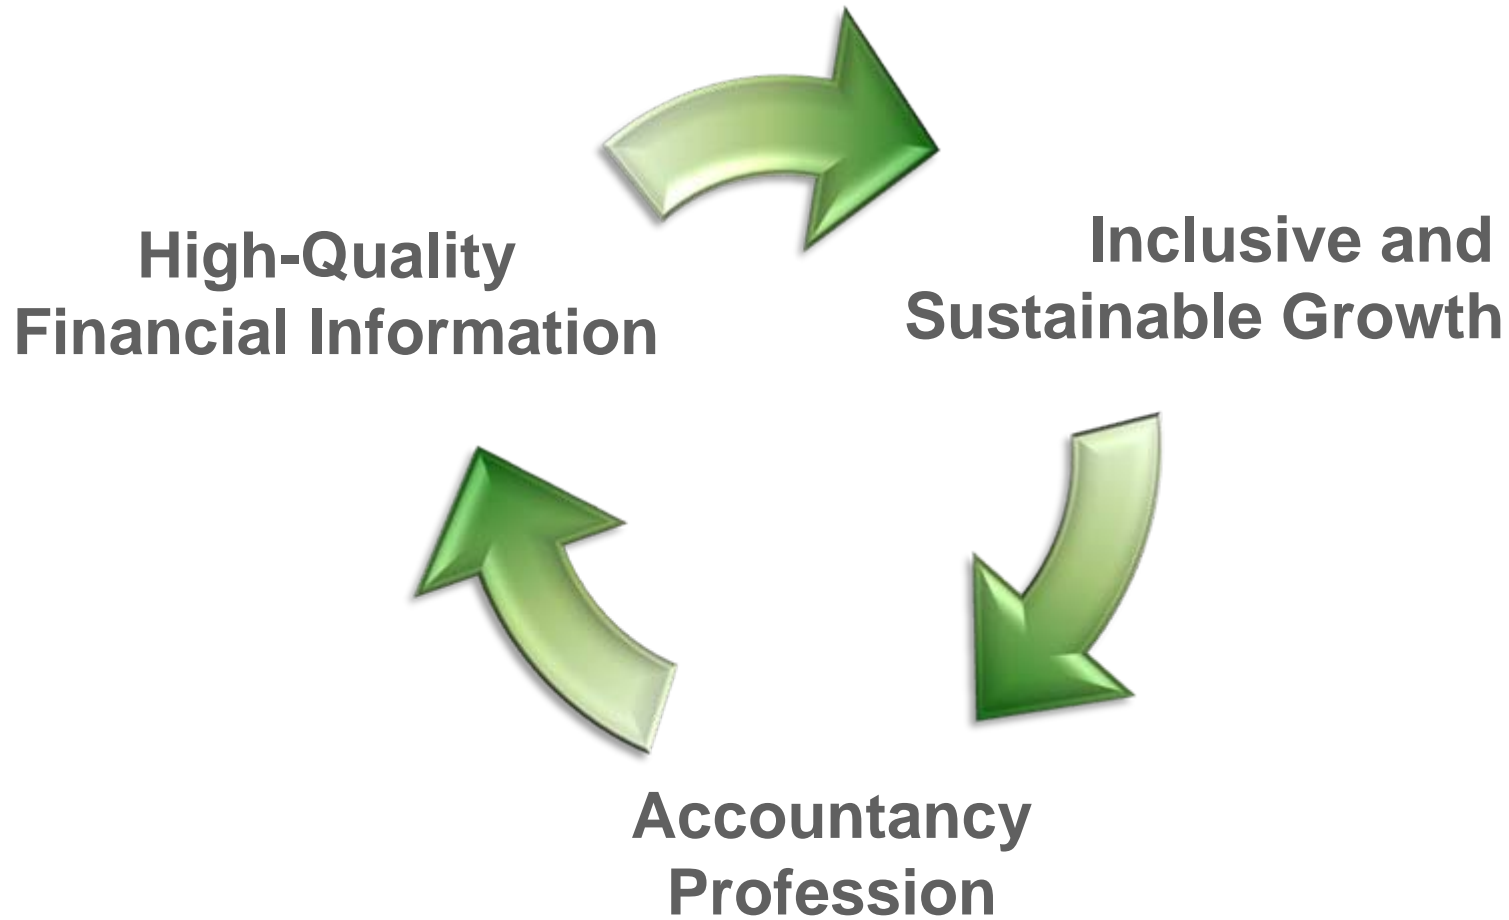 High-Quality
Financial Information
Inclusive and
Sustainable Growth
Accountancy
Profession